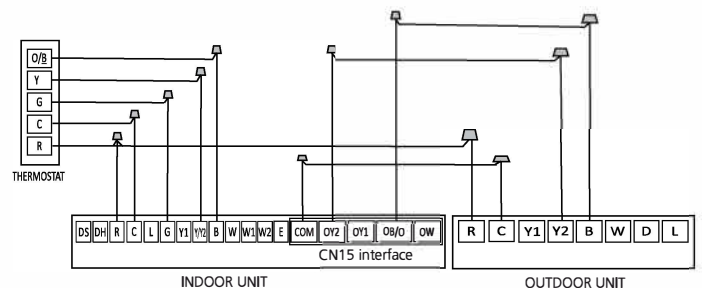 O/B
Y
G
C
R
THERMOSTAT
DS DH R C L G Y1 Y/Y2 B W W1 W2 E COM OY2 OY1 OB/O OW
CN15 interface
INDOOR UNIT
R C Y1 Y2 B W D L
OUTDOOR UNIT